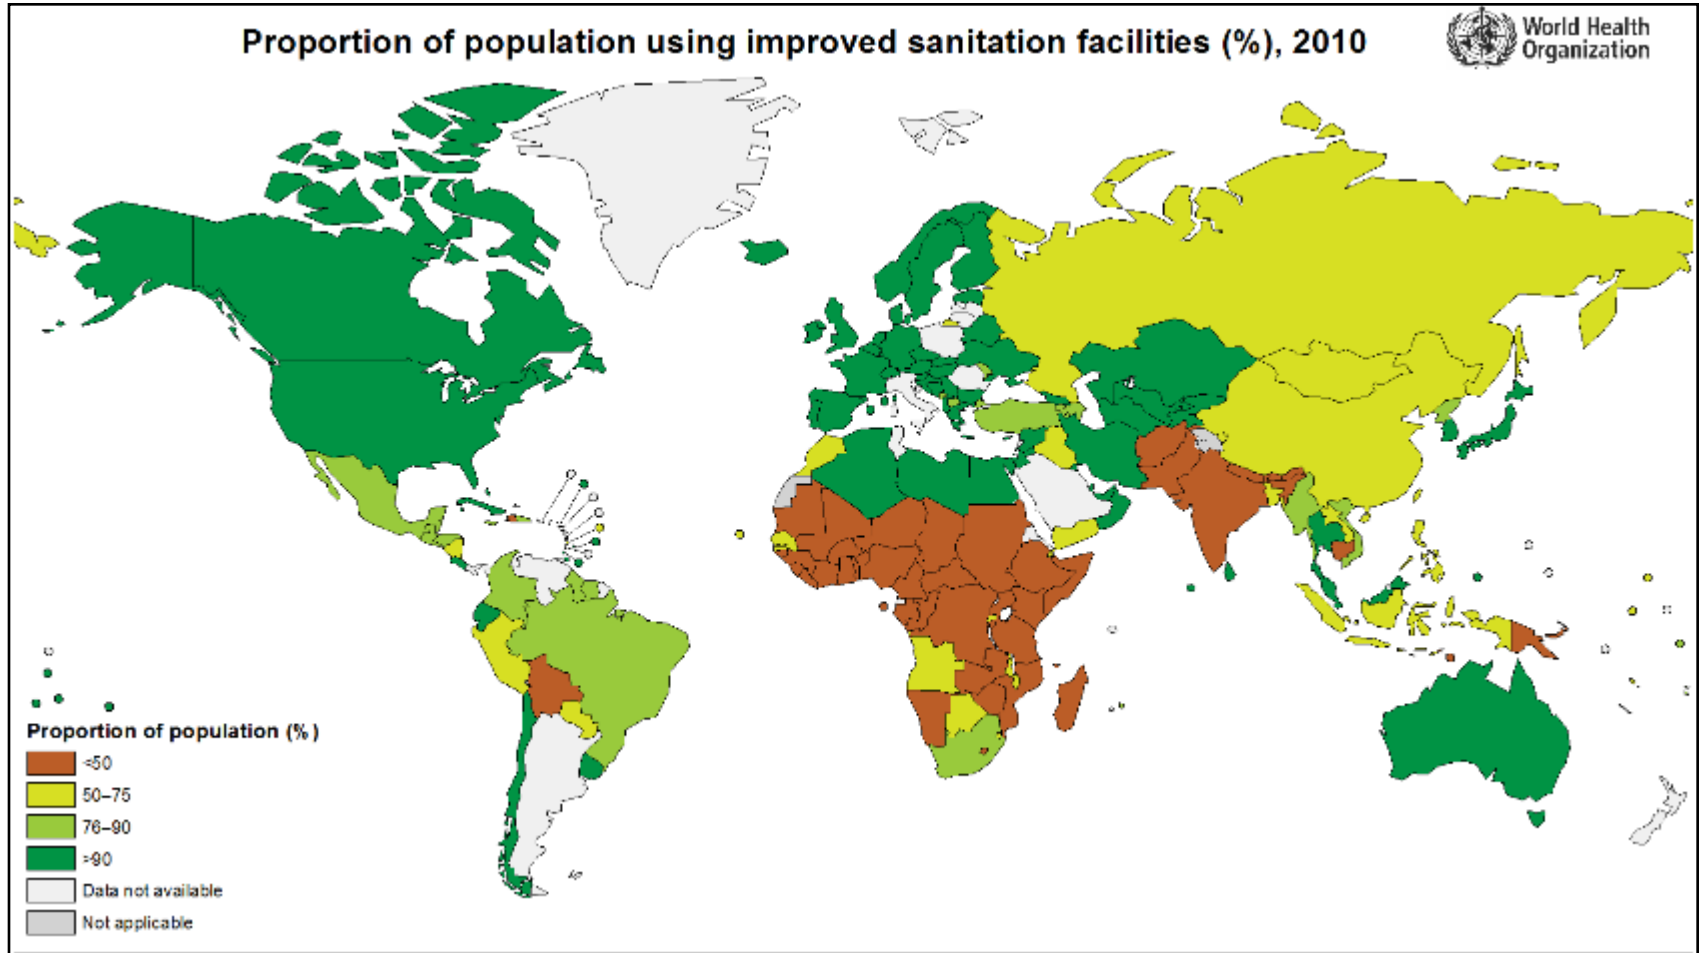 Proportion of population using improved sanitation facilities (%), 2010
World Health
Organization
Proportion of population (%)
<50
50–75
76–90
>90
Data not available
Not applicable